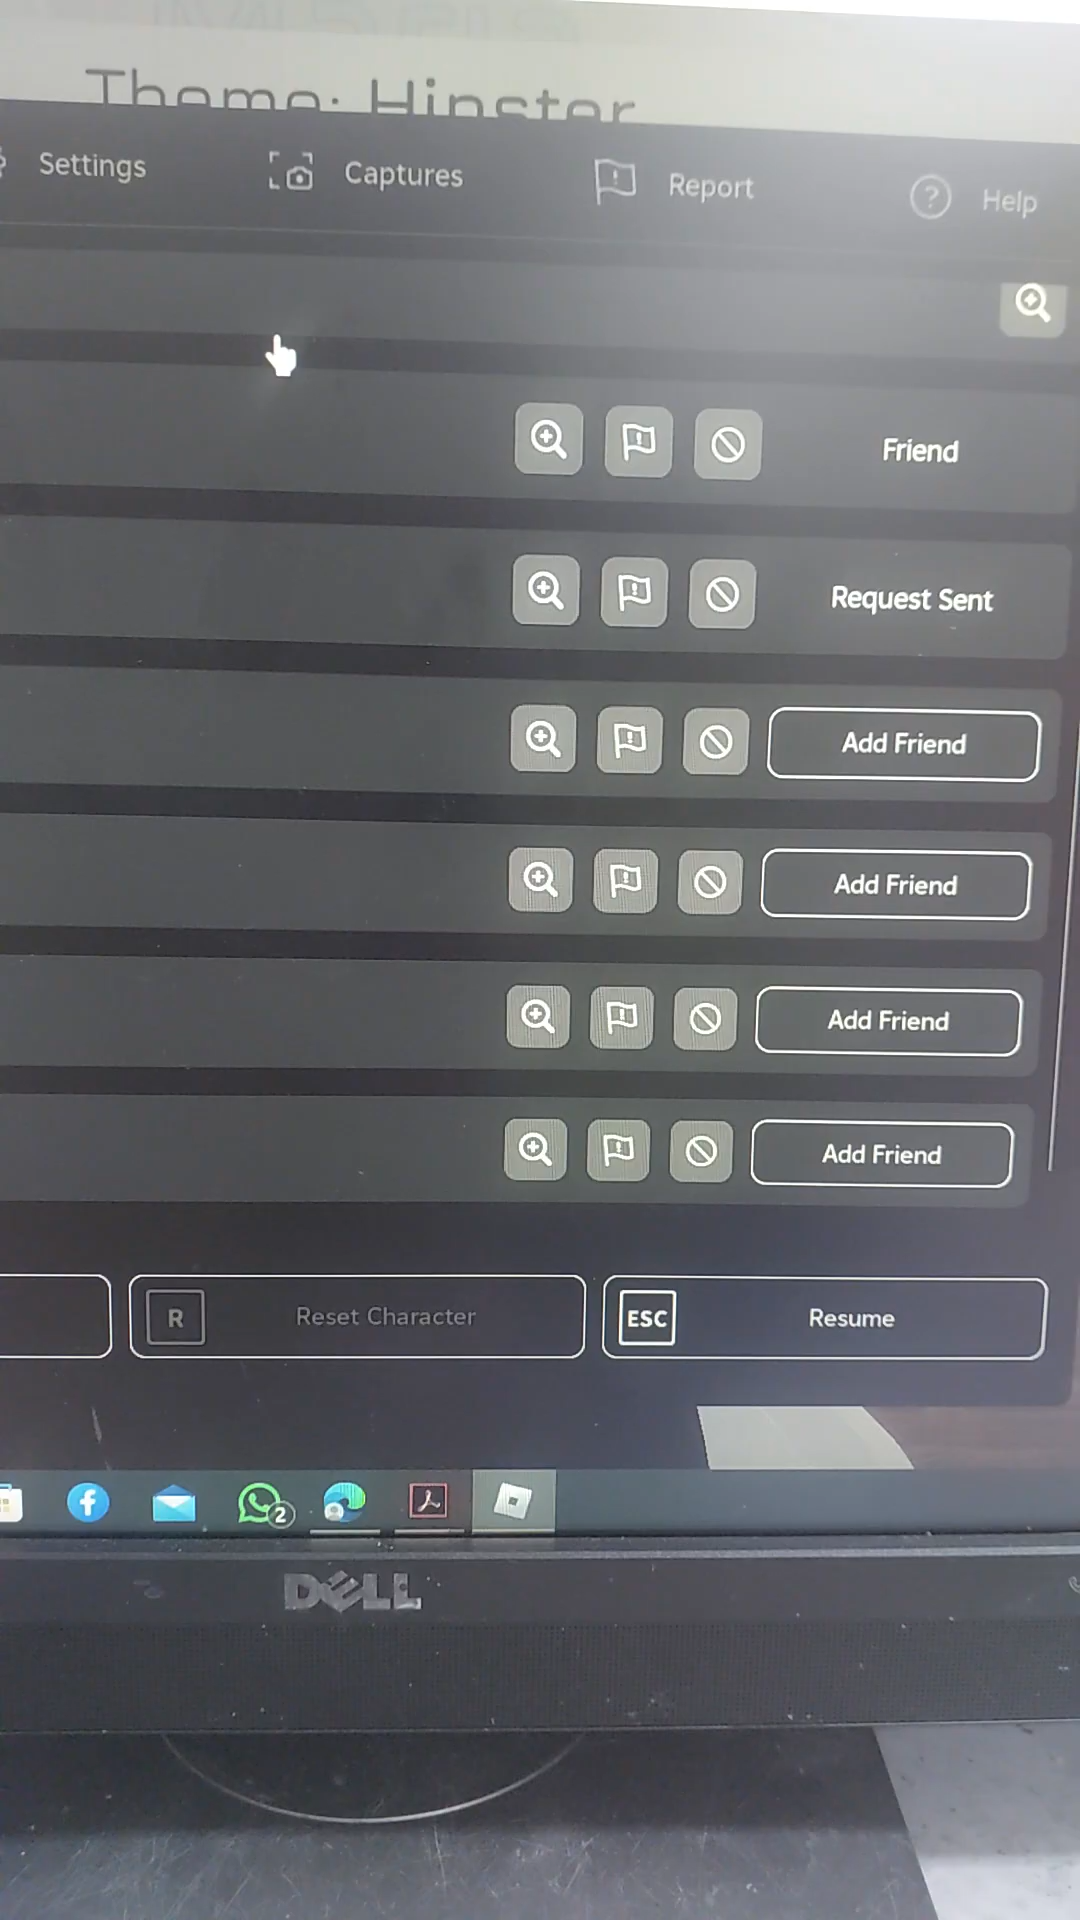 Theme: Hipster
Settings Captures Report Help
Friend
Request Sent
Add Friend
Add Friend
Add Friend
Add Friend
R Reset Character ESC Resume
2
DELL